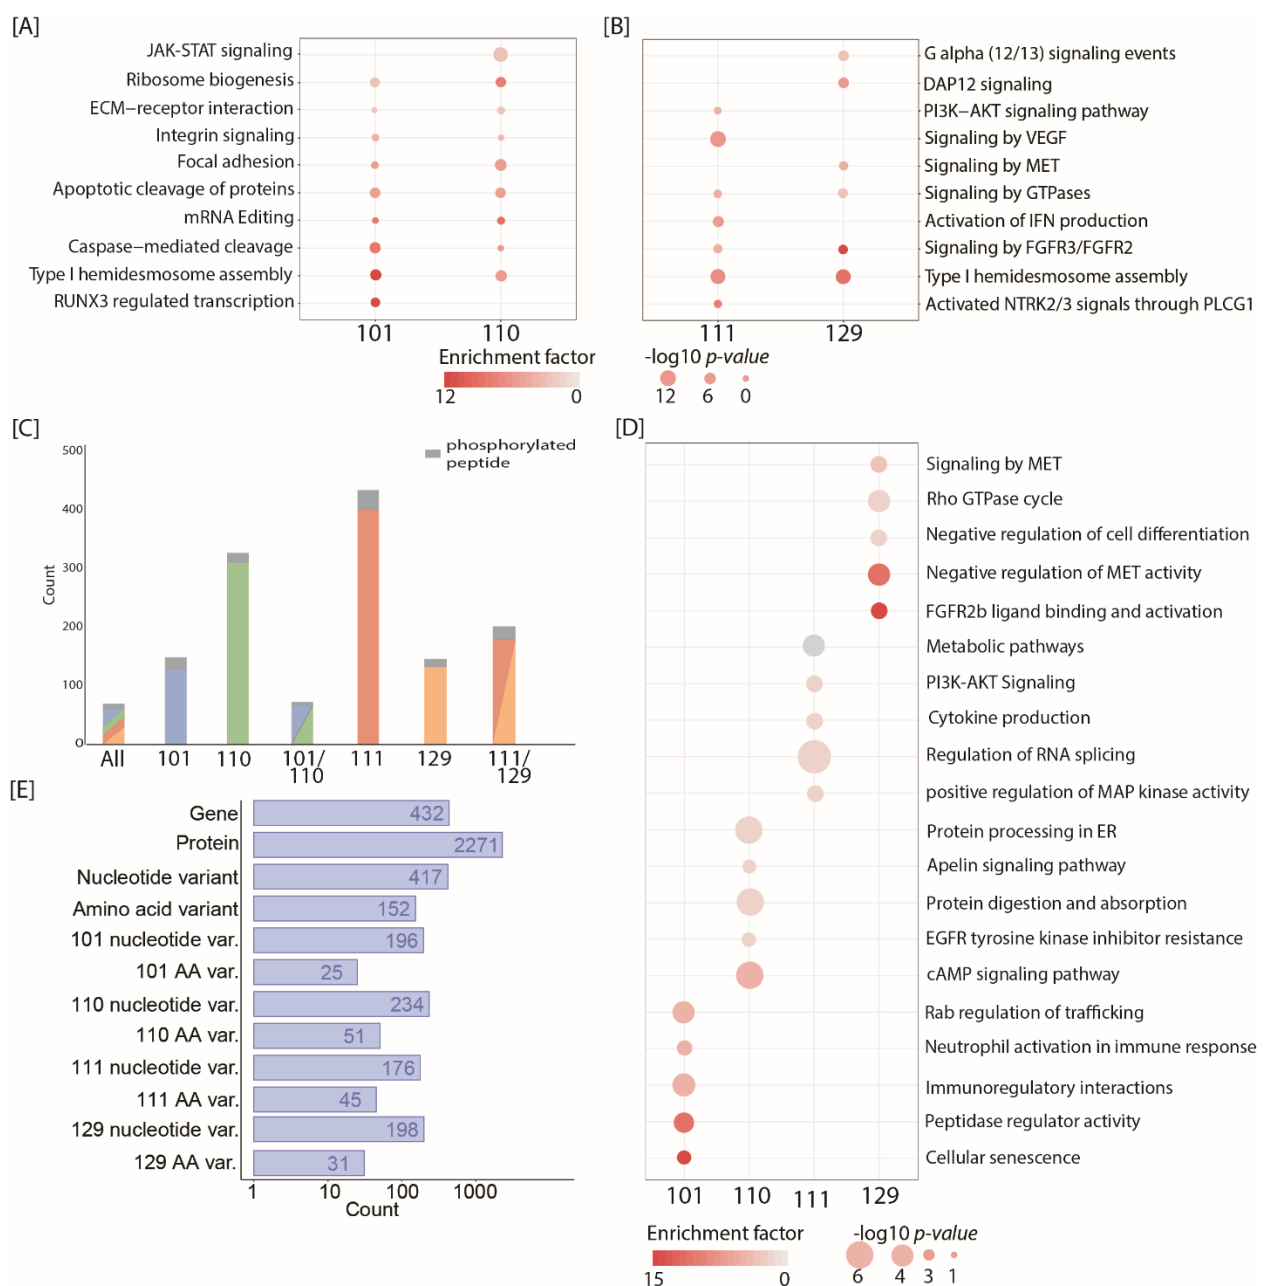 [A]
JAK-STAT signaling
Ribosome biogenesis
ECM−receptor interaction
Integrin signaling
Focal adhesion
Apoptotic cleavage of proteins
mRNA Editing
Caspase−mediated cleavage
Type I hemidesmosome assembly
RUNX3 regulated transcription
101 110
Enrichment factor
12 0
[B]
G alpha (12/13) signaling events
DAP12 signaling
PI3K−AKT signaling pathway
Signaling by VEGF
Signaling by MET
Signaling by GTPases
Activation of IFN production
Signaling by FGFR3/FGFR2
Type I hemidesmosome assembly
Activated NTRK2/3 signals through PLCG1
111 129
-log10 p-value
12 6 0
[C]
phosphorylated
peptide
500
400
300
200
100
0
Count
All 101 110 101/ 111 129 111/
110 129
[D]
Signaling by MET
Rho GTPase cycle
Negative regulation of cell differentiation
Negative regulation of MET activity
FGFR2b ligand binding and activation
Metabolic pathways
PI3K-AKT Signaling
Cytokine production
Regulation of RNA splicing
positive regulation of MAP kinase activity
Protein processing in ER
Apelin signaling pathway
Protein digestion and absorption
EGFR tyrosine kinase inhibitor resistance
cAMP signaling pathway
Rab regulation of trafficking
Neutrophil activation in immune response
Immunoregulatory interactions
Peptidase regulator activity
Cellular senescence
101 110 111 129
Enrichment factor
15 0
-log10 p-value
6 4 3 1
[E]
Gene 432
Protein 2271
Nucleotide variant 417
Amino acid variant 152
101 nucleotide var. 196
101 AA var. 25
110 nucleotide var. 234
110 AA var. 51
111 nucleotide var. 176
111 AA var. 45
129 nucleotide var. 198
129 AA var. 31
1 10 100 1000
Count